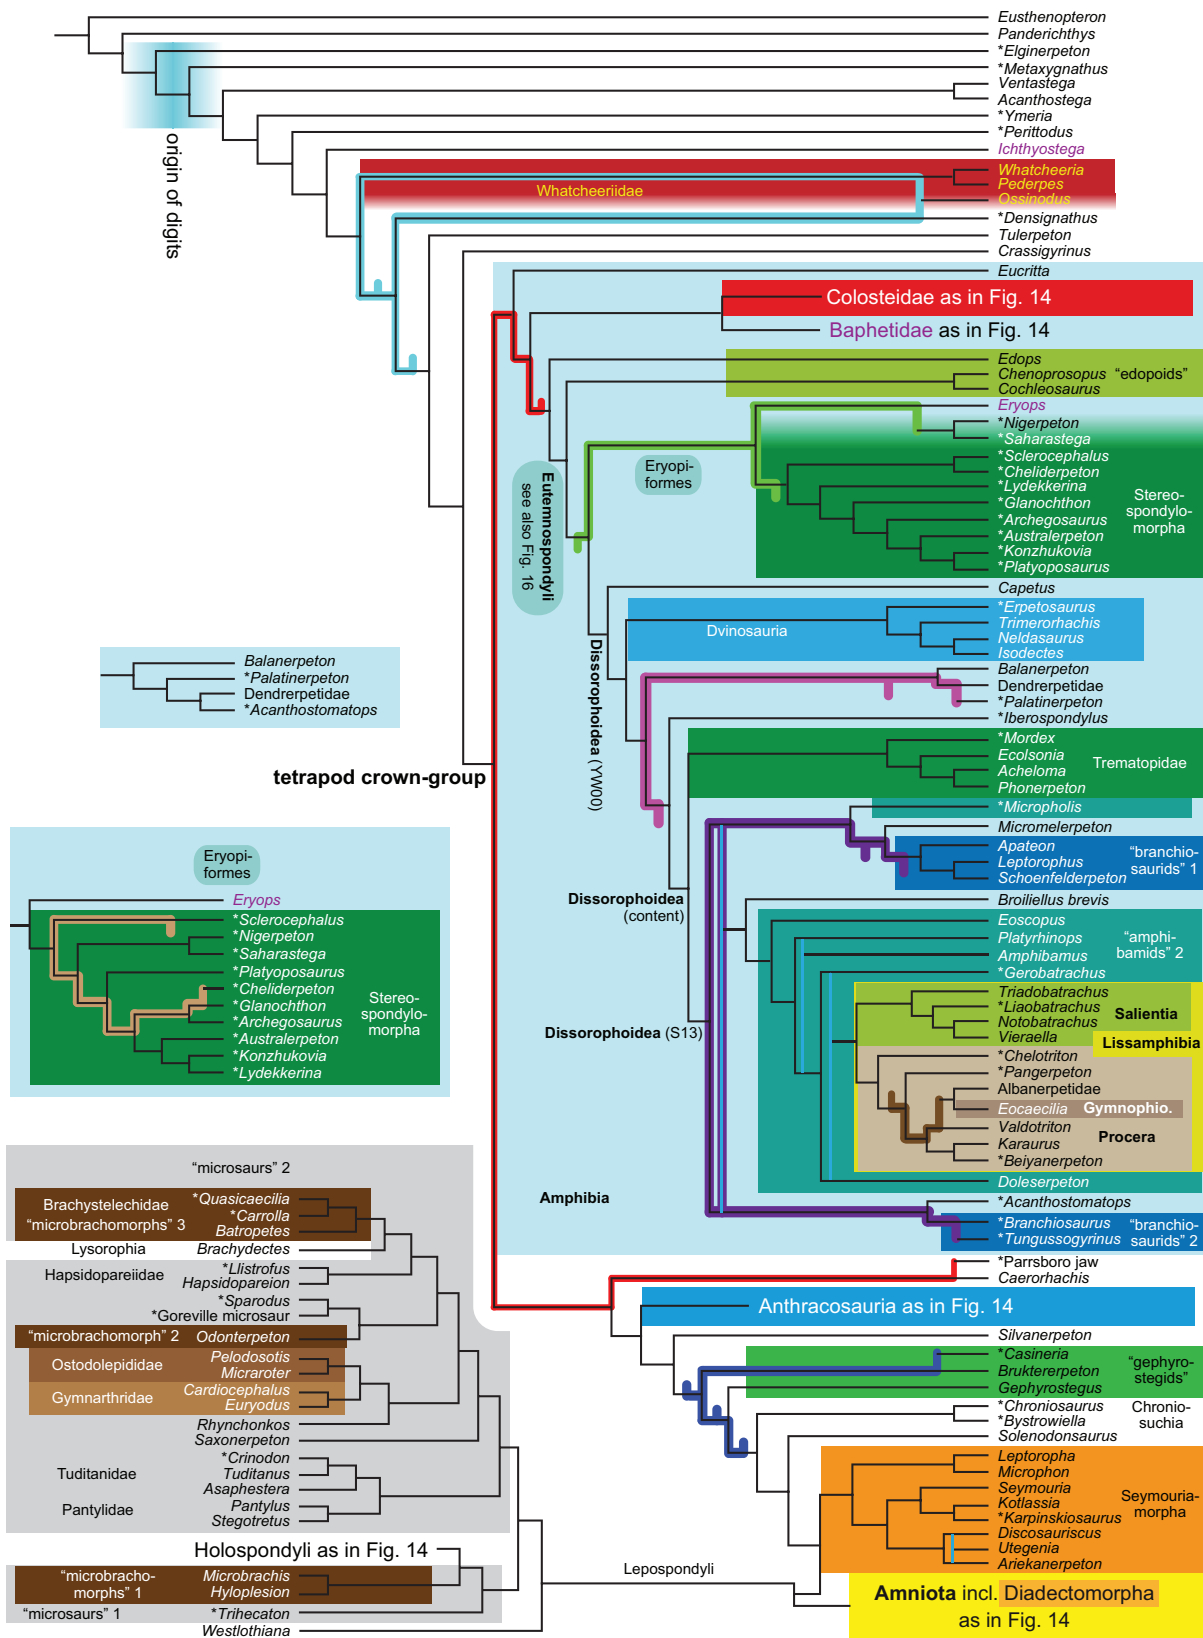 Eusthenopteron
Panderichthys
*Elginerpeton
*Metaxygnathus
Ventastega
Acanthostega
*Ymeria
*Perittodus
Ichthyostega
origin of digits
Whatcheeriidae
Whatcheeria
Pederpes
Ossinodus
*Densignathus
Tulerpeton
Crassigyrinus
Eucritta
Colosteidae as in Fig. 14
Baphetidae as in Fig. 14
Edops
Chenoprosopus
Cochleosaurus
"edopoids"
Eryops
*Nigerpeton
*Saharastega
*Sclerocephalus
*Cheliderpeton
*Lydekkerina
*Glanochthon
*Archegosaurus
*Australerpeton
*Konzhukovia
*Platyoposaurus
Eryopi-
formes
Stereo-
spondylo-
morpha
Eutemnospondyli
see also Fig. 16
Capetus
Dvinosauria
*Erpetosaurus
Trimerorhachis
Neldasaurus
Isodectes
Balanerpeton
Dendrerpetidae
*Palatinerpeton
*Iberospondylus
Dissorophoidea (YW00)
Balanerpeton
*Palatinerpeton
Dendrerpetidae
*Acanthostomatops
tetrapod crown-group
*Mordex
Ecolsonia
Acheloma
Phonerpeton
Trematopidae
*Micropholis
Micromelerpeton
Apateon
Leptorophus
Schoenfelderpeton
"branchio-
saurids" 1
Dissorophoidea
(content)
Broiliellus brevis
Eoscopus
Platyrhinops
Amphibamus
*Gerobatrachus
"amphi-
bamids" 2
Dissorophoidea (S13)
Triadobatrachus
*Liaobatrachus
Notobatrachus
Vieraella
Salientia
Lissamphibia
*Chelotriton
*Pangerpeton
Albanerpetidae
Eocaecilia
Gymnophio.
Valdotriton
Karaurus
*Beiyanerpeton
Procera
Doleserpeton
Amphibia
*Acanthostomatops
*Branchiosaurus
*Tungussogyrinus
"branchio-
saurids" 2
Eryopi-
formes
Eryops
*Sclerocephalus
*Nigerpeton
*Saharastega
*Platyoposaurus
*Cheliderpeton
*Glanochthon
*Archegosaurus
*Australerpeton
*Konzhukovia
*Lydekkerina
Stereo-
spondylo-
morpha
*Parrsboro jaw
Caerorhachis
Anthracosauria as in Fig. 14
Silvanerpeton
*Casineria
Bruktererpeton
Gephyrostegus
"gephyro-
stegids"
*Chroniosaurus
*Bystrowiella
Chronio-
suchia
Solenodonsaurus
Leptoropha
Microphon
Seymouria
Kotlassia
*Karpinskiosaurus
Discosauriscus
Utegenia
Ariekanerpeton
Seymouria-
morpha
Amniota incl. Diadectomorpha
as in Fig. 14
Lepospondyli
"microsaurs" 2
Brachystelechidae
"microbrachomorphs" 3
*Quasicaecilia
*Carrolla
Batropetes
Lysorophia
Brachydectes
Hapsidopareiidae
*Llistrofus
Hapsidopareion
*Sparodus
*Goreville microsaur
"microbrachomorph" 2
Odonterpeton
Ostodolepididae
Pelodosotis
Micraroter
Gymnarthridae
Cardiocephalus
Euryodus
Rhynchonkos
Saxonerpeton
Tuditanidae
*Crinodon
Tuditanus
Asaphestera
Pantylidae
Pantylus
Stegotretus
Holospondyli as in Fig. 14
"microbracho-
morphs" 1
Microbrachis
Hyloplesion
"microsaurs" 1
*Trihecaton
Westlothiana